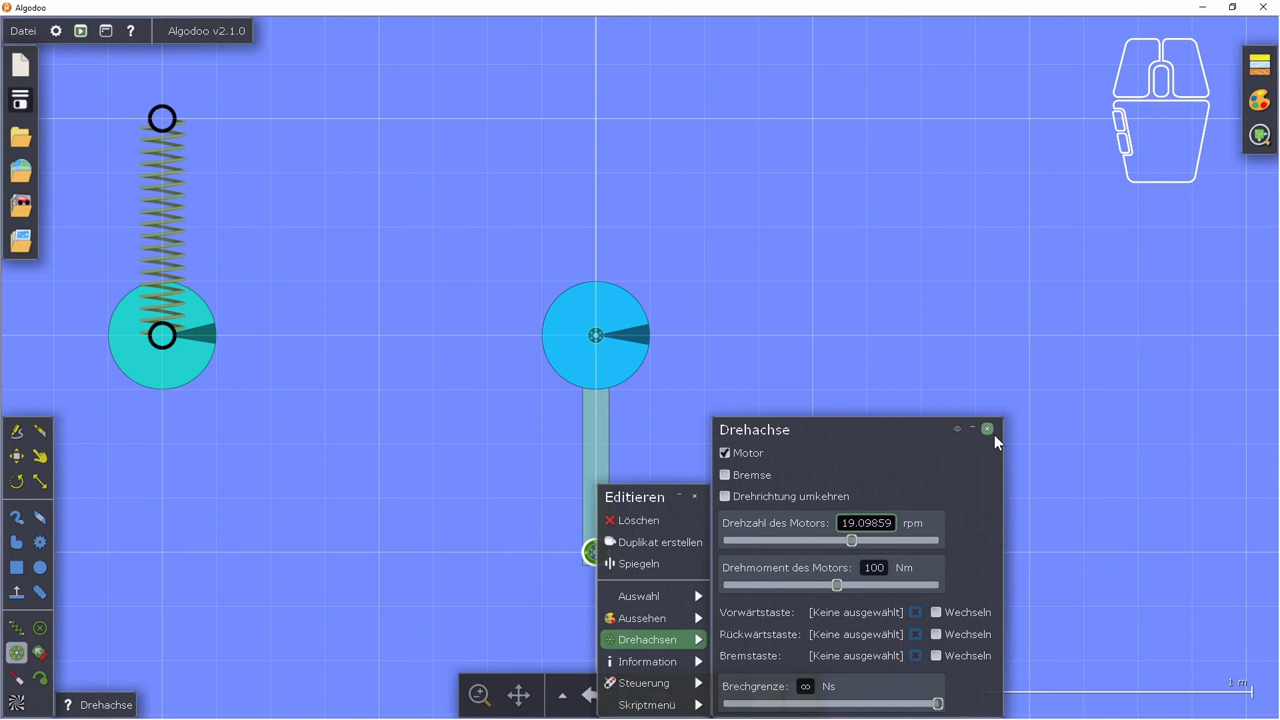 Algodoo
Datei
?
Algodoo v2.1.0
Drehachse
Motor
Bremse
Drehrichtung umkehren
Drehzahl des Motors: 19.09859 rpm
Drehmoment des Motors: 100 Nm
Vorwärtstaste: [Keine ausgewählt] Wechseln
Rückwärtstaste: [Keine ausgewählt] Wechseln
Bremstaste: [Keine ausgewählt] Wechseln
Brechgrenze: ∞ Ns
Editieren
Löschen
Duplikat erstellen
Spiegeln
Auswahl
Aussehen
Drehachsen
Information
Steuerung
Skriptmenü
? Drehachse
1 m